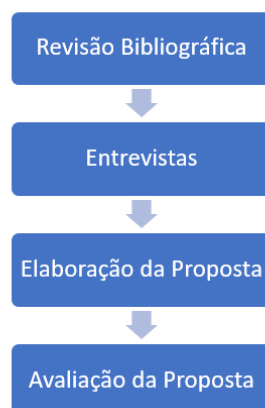 Revisão Bibliográfica
Entrevistas
Elaboração da Proposta
Avaliação da Proposta